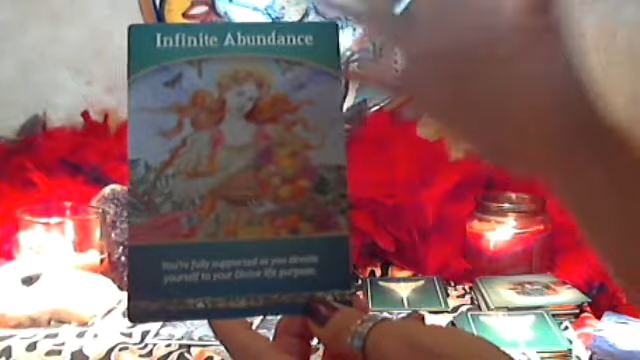 Infinite Abundance
You're fully supported as you devote
yourself to your Divine life purpose.